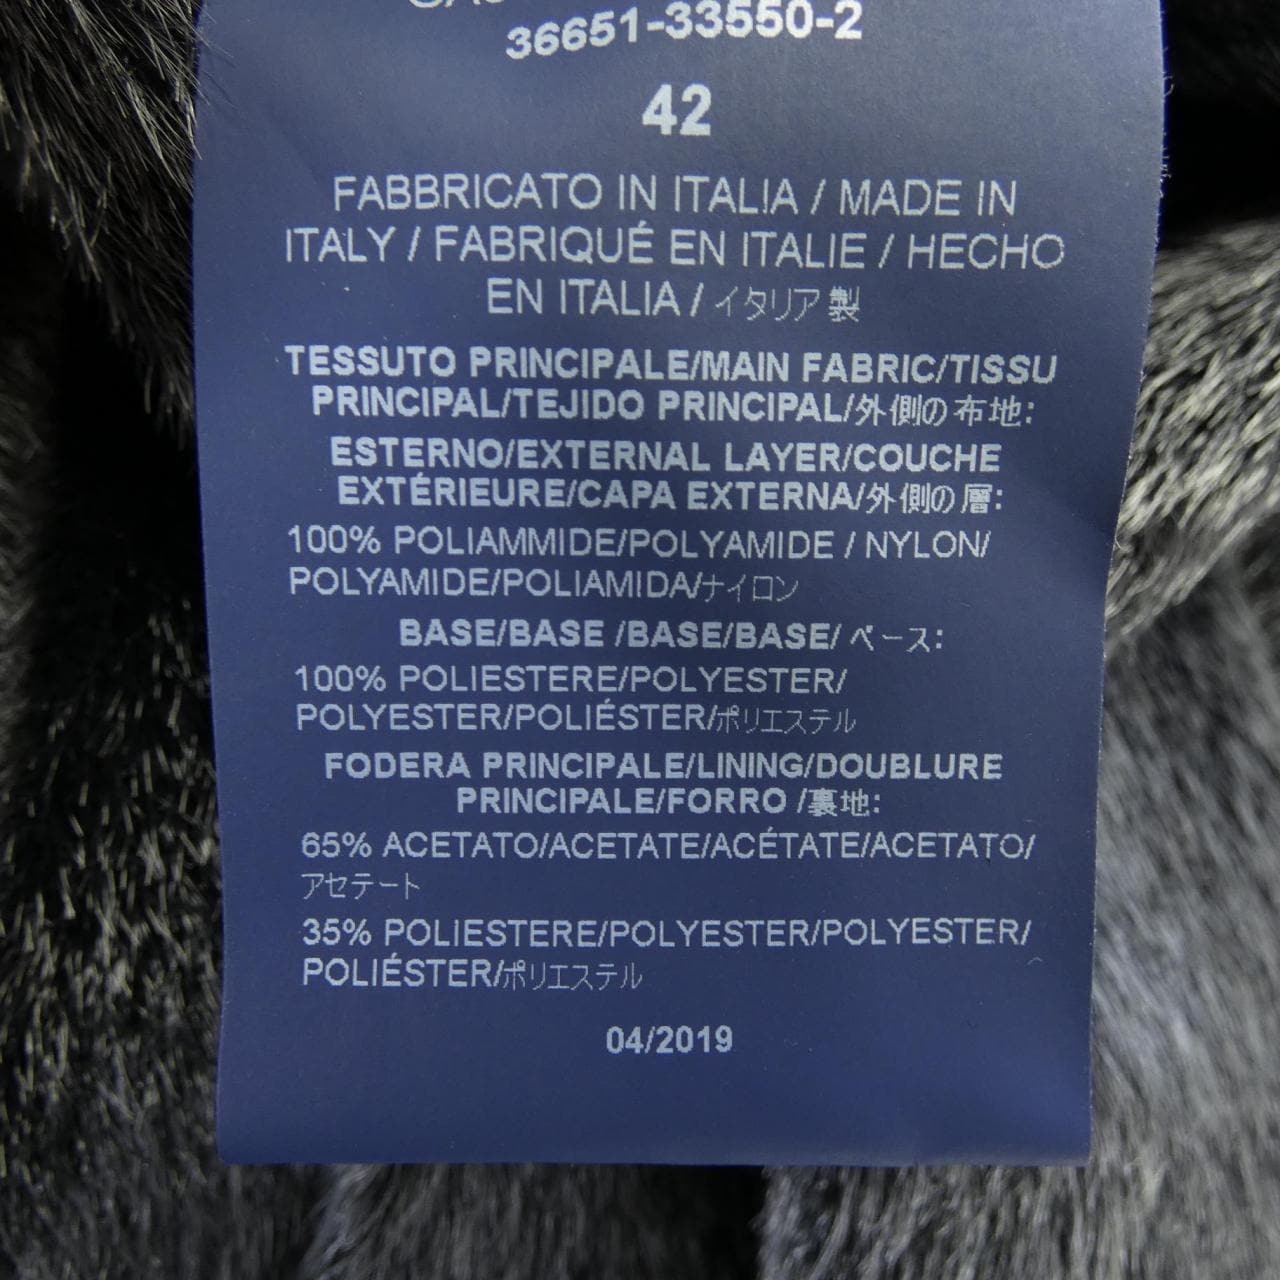 36651-33550-2
42
FABBRICATO IN ITALIA / MADE IN
ITALY / FABRIQUÉ EN ITALIE / HECHO
EN ITALIA / イタリア製
TESSUTO PRINCIPALE/MAIN FABRIC/TISSU
PRINCIPAL/TEJIDO PRINCIPAL/外側の布地:
ESTERNO/EXTERNAL LAYER/COUCHE
EXTÉRIEURE/CAPA EXTERNA/外側の層:
100% POLIAMMIDE/POLYAMIDE / NYLON/
POLYAMIDE/POLIAMIDA/ナイロン
BASE/BASE /BASE/BASE/ ベース:
100% POLIESTERE/POLYESTER/
POLYESTER/POLIÉSTER/ポリエステル
FODERA PRINCIPALE/LINING/DOUBLURE
PRINCIPALE/FORRO /裏地:
65% ACETATO/ACETATE/ACÉTATE/ACETATO/
アセテート
35% POLIESTERE/POLYESTER/POLYESTER/
POLIÉSTER/ポリエステル
04/2019